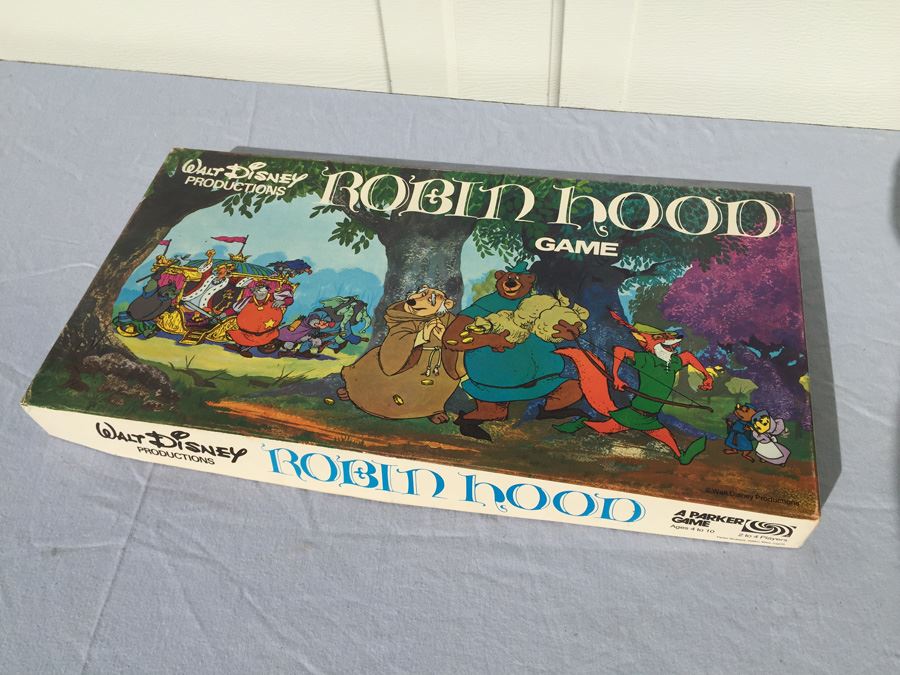 WALT DISNEY
PRODUCTIONS
ROBIN HOOD
GAME
©Walt Disney Productions
WALT DISNEY
PRODUCTIONS
ROBIN HOOD
A PARKER
GAME
Ages 4 to 10
2 to 4 Players